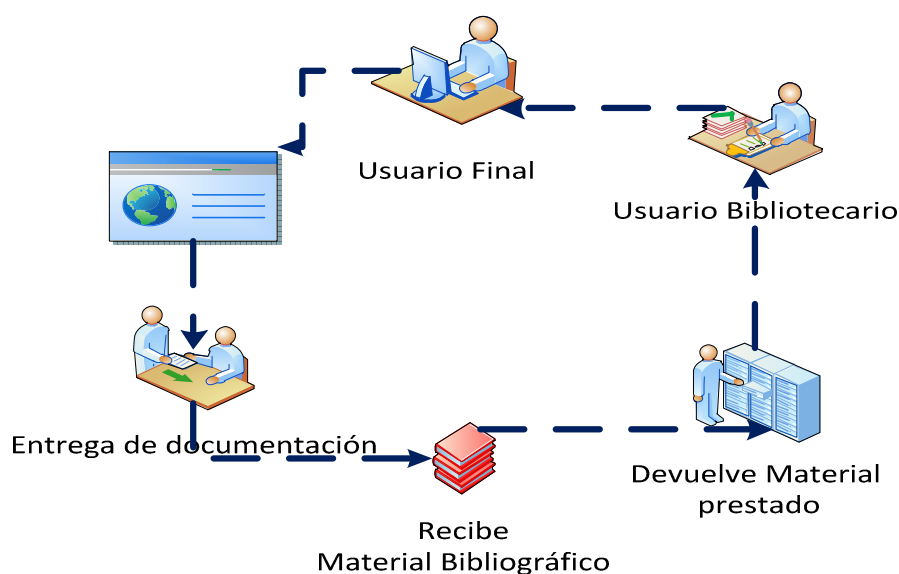 Usuario Final
Usuario Bibliotecario
Entrega de documentación
Devuelve Material
prestado
Recibe
Material Bibliográfico